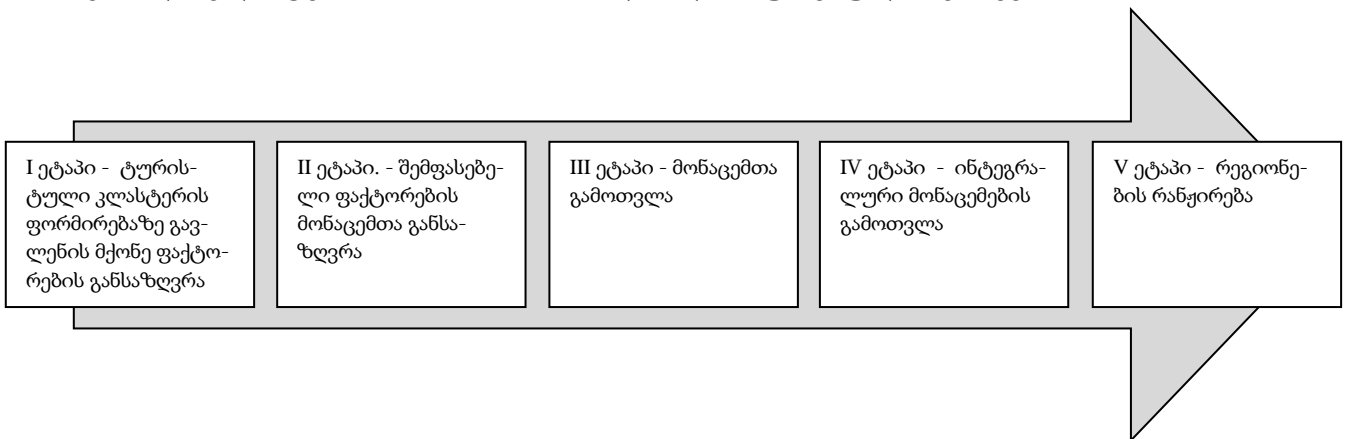 I ეტაპი - ტურის-
ტული კლასტერის
ფორმირებაზე გავ-
ლენის მქონე ფაქტო-
რების განსაზღვრა
II ეტაპი. - შემფასებე-
ლი ფაქტორების
მონაცემთა განსა-
ზღვრა
III ეტაპი - მონაცემთა
გამოთვლა
IV ეტაპი - ინტეგრა-
ლური მონაცემების
გამოთვლა
V ეტაპი - რეგიონე-
ბის რანჟირება